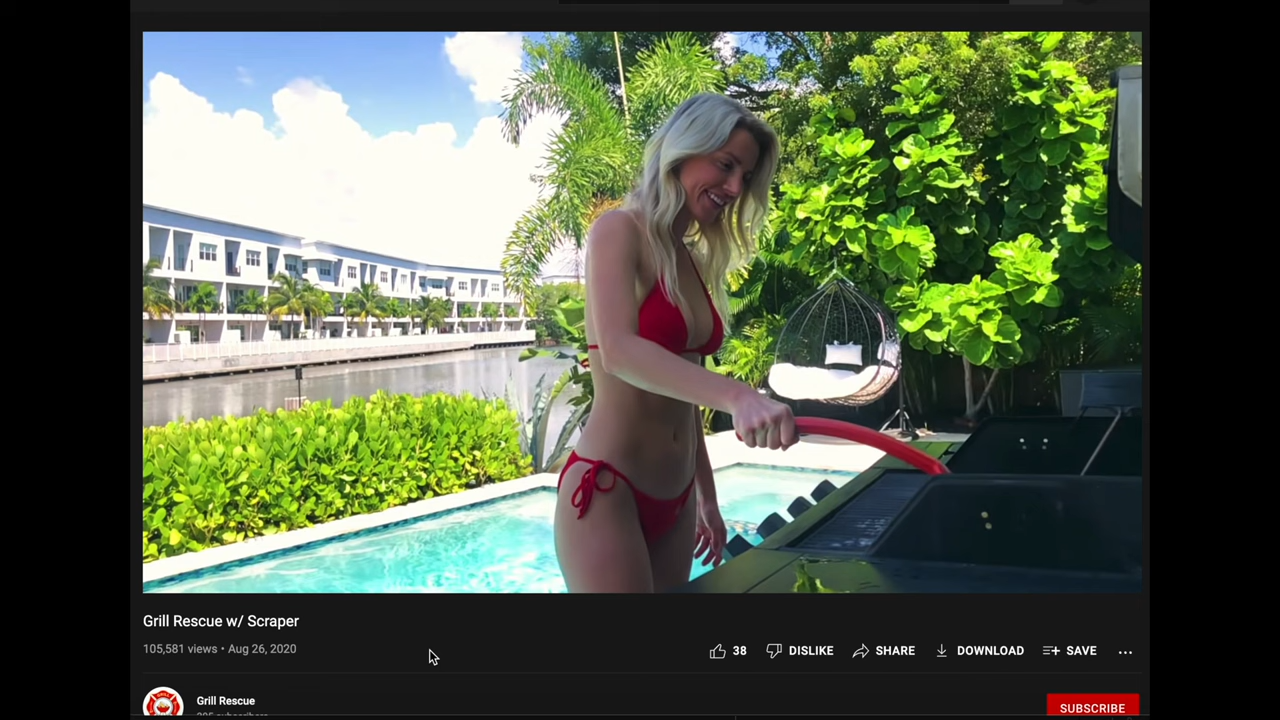 Grill Rescue w/ Scraper
105,581 views • Aug 26, 2020
38 DISLIKE SHARE DOWNLOAD SAVE ...
Grill Rescue
SUBSCRIBE